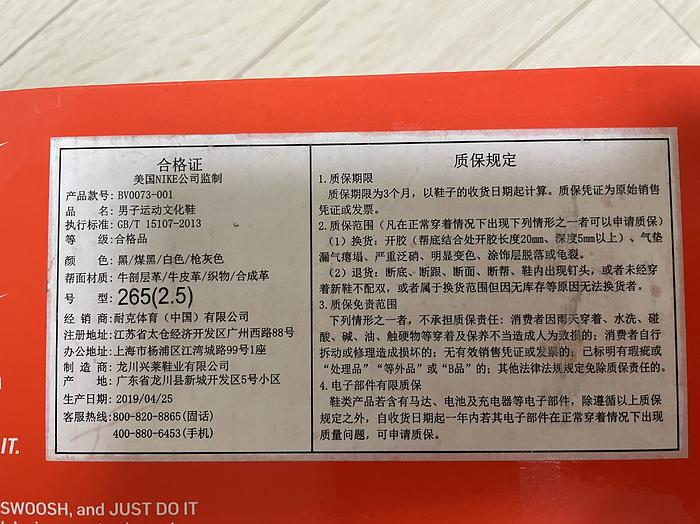 合格证
美国NIKE公司监制
产品款号: BV0073-001
品 名: 男子运动文化鞋
执行标准: GB/T 15107-2013
等 级: 合格品
颜 色: 黑/煤黑/白色/枪灰色
帮面材质: 牛剖层革/牛皮革/织物/合成革
号 型: 265(2.5)
经 销 商: 耐克体育（中国）有限公司
注册地址: 江苏省太仓经济开发区广州西路88号
办公地址: 上海市杨浦区江湾城路99号1座
制 造 商: 龙川兴莱鞋业有限公司
产 地: 广东省龙川县新城开发区5号小区
生产日期: 2019/04/25
客服热线: 800-820-8865(固话)
400-880-6453(手机)
质保规定
1.质保期限
质保期限为3个月，以鞋子的收货日期起计算。质保凭证为原始销售
凭证或发票。
2.质保范围（凡在正常穿着情况下出现下列情形之一者可以申请质保）
（1）换货: 开胶（帮底结合处开胶长度20mm、深度5mm以上）、气垫
漏气瘪塌、严重泛硝、明显变色、涂饰层脱落或龟裂。
（2）退货: 断底、断跟、断面、断帮、鞋内出现钉头，或者未经穿
着新鞋不配双，或者属于换货范围但因无库存等原因无法换货者。
3.质保免责范围
下列情形之一者，不承担质保责任: 消费者因雨天穿着、水洗、碰
酸、碱、油、触硬物等穿着及保养不当造成人为致损的; 消费者自行
拆动或修理造成损坏的; 无有效销售凭证或发票的; 已标明有瑕疵或
“处理品”“等外品”或“B品”的; 其他法律法规规定免除质保责任的。
4.电子部件有限质保
鞋类产品若含有马达、电池及充电器等电子部件，除遵循以上质保
规定之外，自收货日期起一年内若其电子部件在正常穿着情况下出现
质量问题，可申请质保。
IT.
SWOOSH, and JUST DO IT